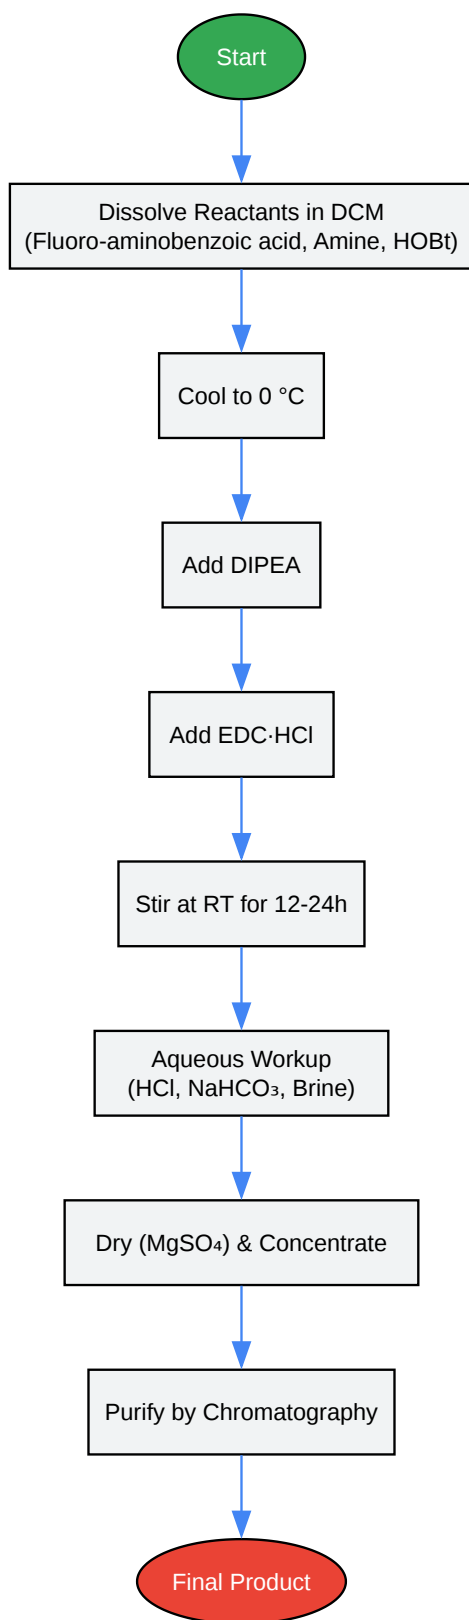 Start
Dissolve Reactants in DCM
(Fluoro-aminobenzoic acid, Amine, HOBt)
Cool to 0 °C
Add DIPEA
Add EDC·HCl
Stir at RT for 12-24h
Aqueous Workup
(HCl, NaHCO₃, Brine)
Dry (MgSO₄) & Concentrate
Purify by Chromatography
Final Product